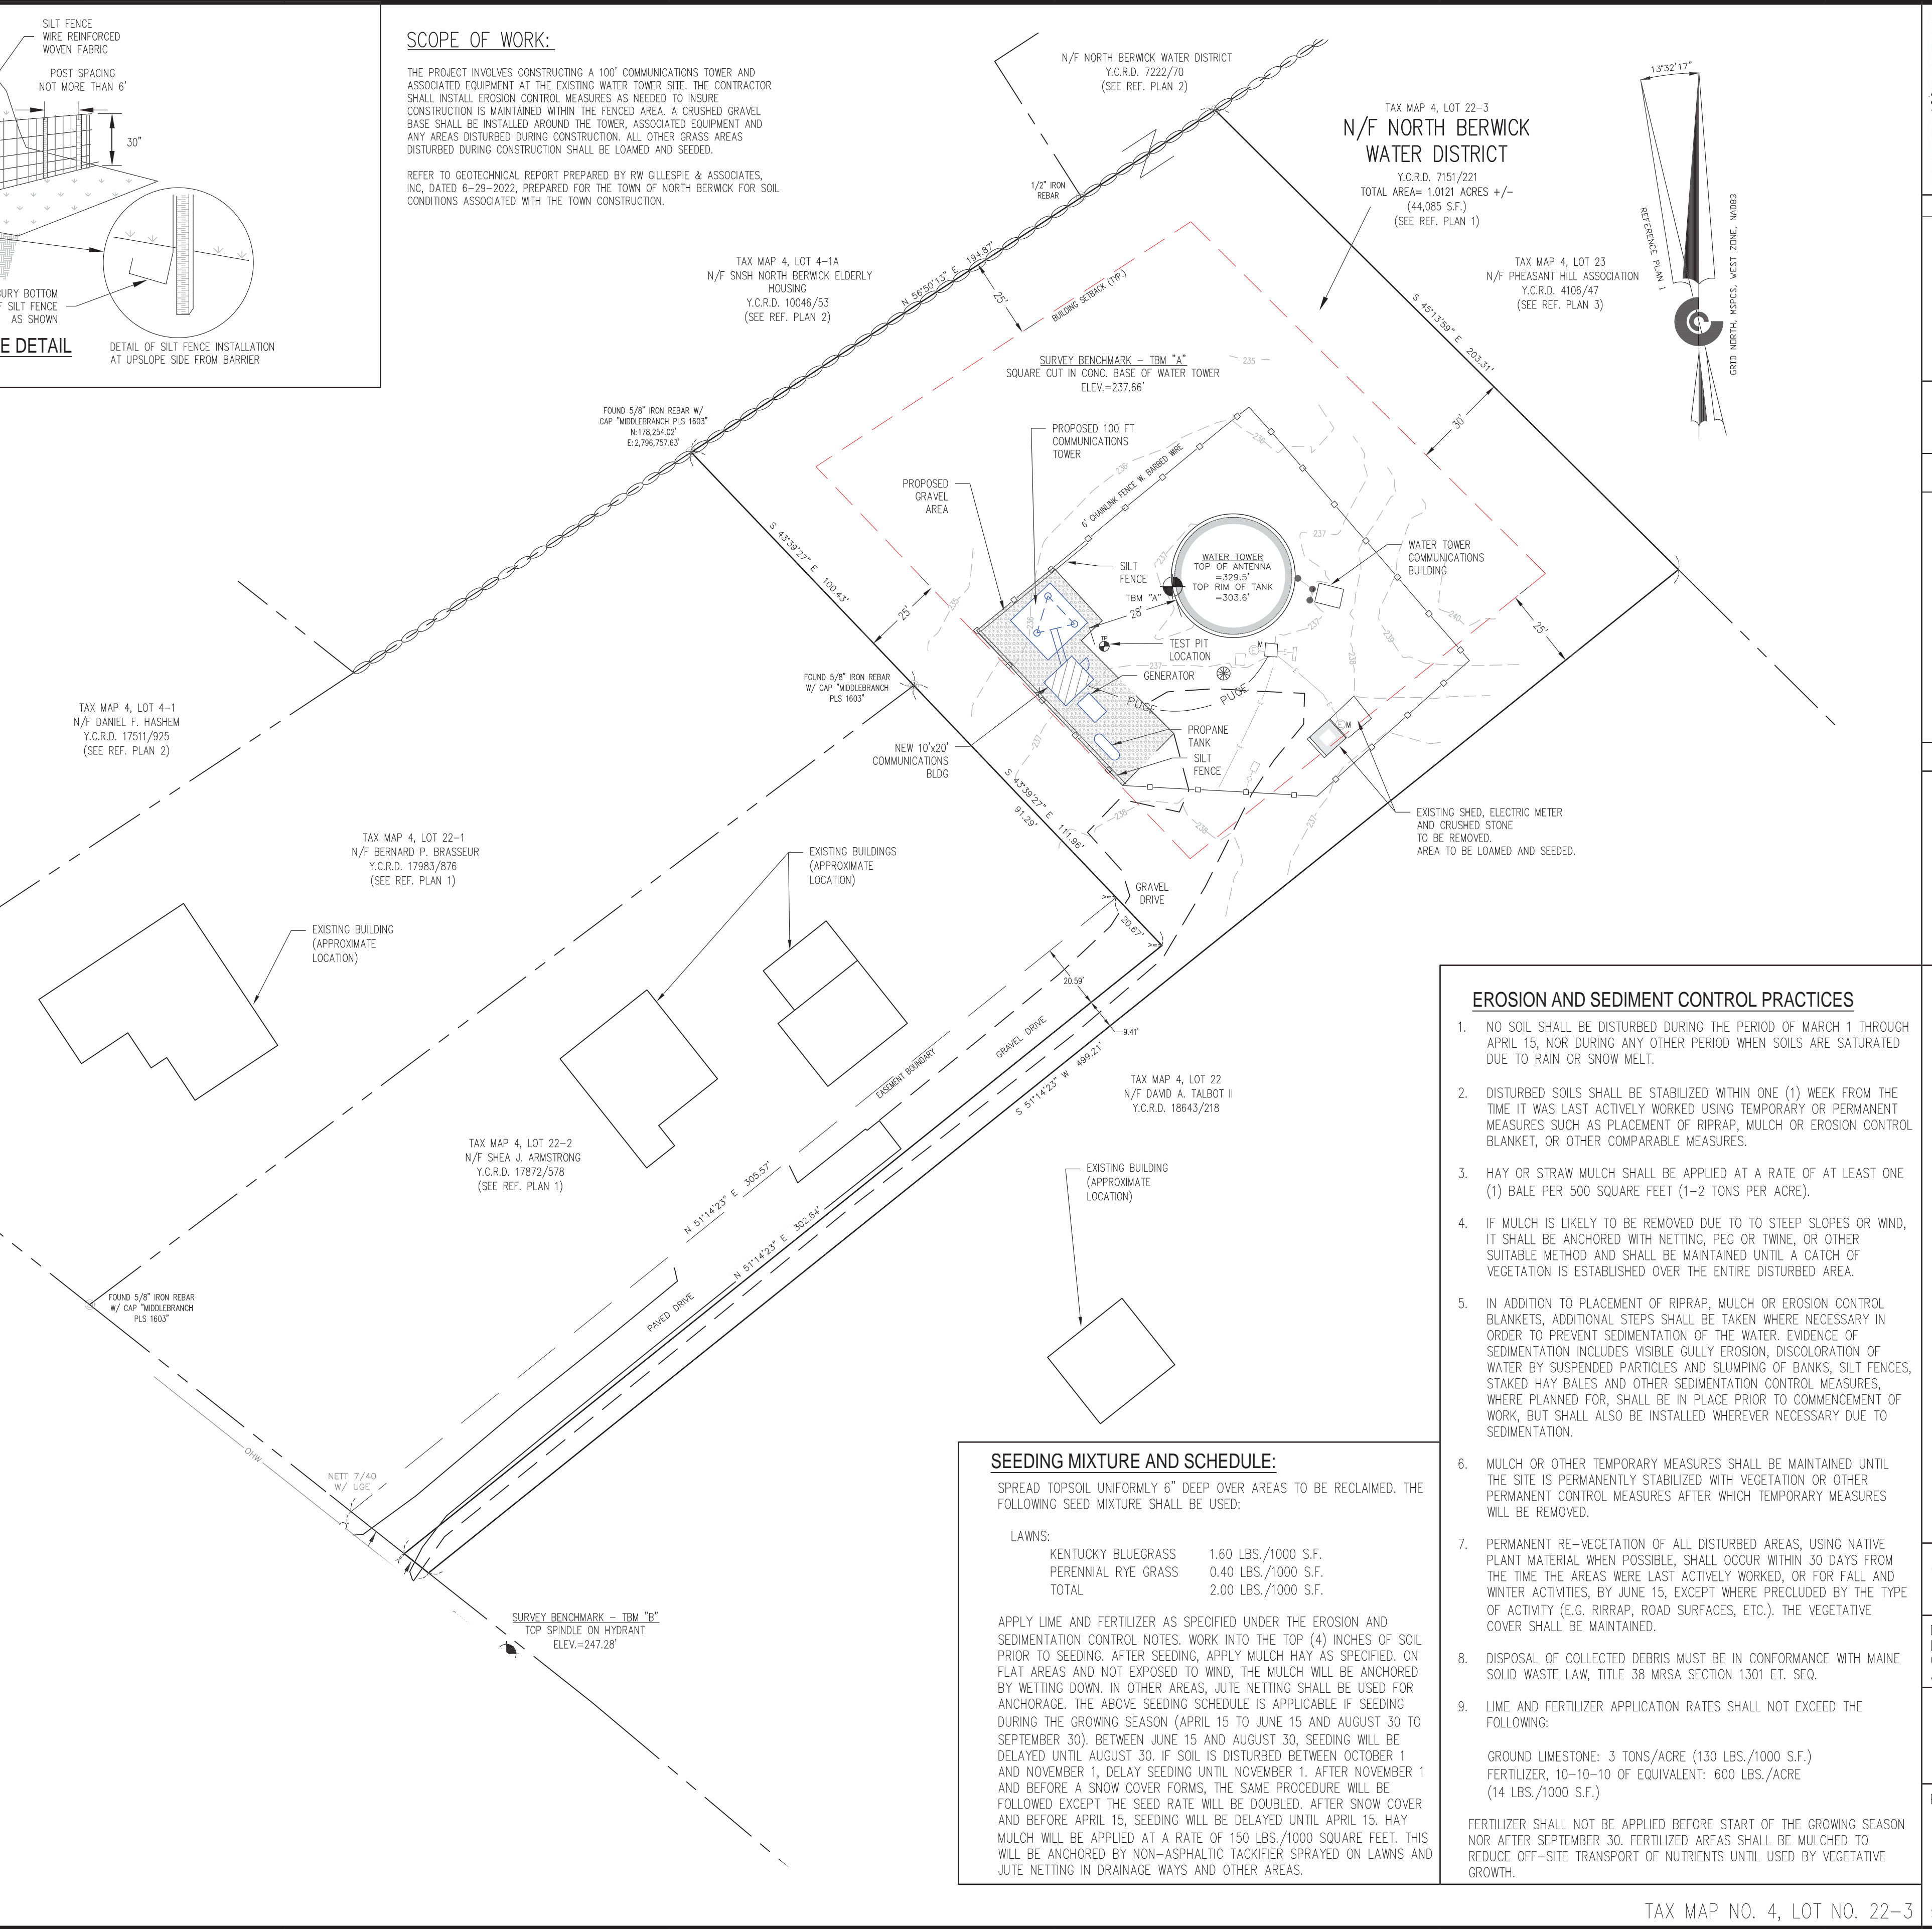 SILT FENCE
WIRE REINFORCED
WOVEN FABRIC
POST SPACING
NOT MORE THAN 6'
30"
BURY BOTTOM
SILT FENCE
AS SHOWN
DETAIL
DETAIL OF SILT FENCE INSTALLATION
AT UPSLOPE SIDE FROM BARRIER
SCOPE OF WORK:
THE PROJECT INVOLVES CONSTRUCTING A 100' COMMUNICATIONS TOWER AND
ASSOCIATED EQUIPMENT AT THE EXISTING WATER TOWER SITE. THE CONTRACTOR
SHALL INSTALL EROSION CONTROL MEASURES AS NEEDED TO INSURE
CONSTRUCTION IS MAINTAINED WITHIN THE FENCED AREA. A CRUSHED GRAVEL
BASE SHALL BE INSTALLED AROUND THE TOWER, ASSOCIATED EQUIPMENT AND
ANY AREAS DISTURBED DURING CONSTRUCTION. ALL OTHER GRASS AREAS
DISTURBED DURING CONSTRUCTION SHALL BE LOAMED AND SEEDED.
REFER TO GEOTECHNICAL REPORT PREPARED BY RW GILLESPIE & ASSOCIATES,
INC, DATED 6-29-2022, PREPARED FOR THE TOWN OF NORTH BERWICK FOR SOIL
CONDITIONS ASSOCIATED WITH THE TOWN CONSTRUCTION.
N/F NORTH BERWICK WATER DISTRICT
Y.C.R.D. 7222/70
(SEE REF. PLAN 2)
1/2" IRON
REBAR
TAX MAP 4, LOT 22-3
N/F NORTH BERWICK
WATER DISTRICT
Y.C.R.D. 7151/221
TOTAL AREA= 1.0121 ACRES +/-
(44,085 S.F.)
(SEE REF. PLAN 1)
13°32'17"
REFERENCE PLAN 1
GRID NORTH, MSPCS, WEST ZONE, NAD83
TAX MAP 4, LOT 4-1A
N/F SNSH NORTH BERWICK ELDERLY
HOUSING
Y.C.R.D. 10046/53
(SEE REF. PLAN 2)
N 56°50'13" E 194.87'
25'
BUILDING SETBACK (TYP.)
TAX MAP 4, LOT 23
N/F PHEASANT HILL ASSOCIATION
Y.C.R.D. 4106/47
(SEE REF. PLAN 3)
S 45°13'59" E 203.31'
30'
SURVEY BENCHMARK - TBM "A"
SQUARE CUT IN CONC. BASE OF WATER TOWER
ELEV.=237.66'
235
FOUND 5/8" IRON REBAR W/
CAP "MIDDLEBRANCH PLS 1603"
N:178,254.02'
E:2,796,757.63'
PROPOSED 100 FT
COMMUNICATIONS
TOWER
236
236
6' CHAINLINK FENCE W. BARBED WIRE
PROPOSED
GRAVEL
AREA
S 43°39'27" E 100.43'
25'
235
236
SILT
FENCE
237
TBM "A"
28'
WATER TOWER
TOP OF ANTENNA
=329.5'
TOP RIM OF TANK
=303.6'
237
WATER TOWER
COMMUNICATIONS
BUILDING
237
240
239
238
25'
TP
TEST PIT
LOCATION
237
GENERATOR
M
E
PUGE
PUGE
FOUND 5/8" IRON REBAR
W/ CAP "MIDDLEBRANCH
PLS 1603"
PROPANE
TANK
SILT
FENCE
NEW 10'x20'
COMMUNICATIONS
BLDG
237
M
EXISTING SHED, ELECTRIC METER
AND CRUSHED STONE
TO BE REMOVED.
AREA TO BE LOAMED AND SEEDED.
238
238
237
S 43°39'27" E 111.96'
91.29'
GRAVEL
DRIVE
20.67'
TAX MAP 4, LOT 4-1
N/F DANIEL F. HASHEM
Y.C.R.D. 17511/925
(SEE REF. PLAN 2)
TAX MAP 4, LOT 22-1
N/F BERNARD P. BRASSEUR
Y.C.R.D. 17983/876
(SEE REF. PLAN 1)
EXISTING BUILDINGS
(APPROXIMATE
LOCATION)
EXISTING BUILDING
(APPROXIMATE
LOCATION)
20.59'
9.41'
GRAVEL DRIVE
EASEMENT BOUNDARY
S 51°14'23" W 499.21'
TAX MAP 4, LOT 22
N/F DAVID A. TALBOT II
Y.C.R.D. 18643/218
TAX MAP 4, LOT 22-2
N/F SHEA J. ARMSTRONG
Y.C.R.D. 17872/578
(SEE REF. PLAN 1)
N 51°14'23" E 305.57'
N 51°14'23" E 302.64'
PAVED DRIVE
EXISTING BUILDING
(APPROXIMATE
LOCATION)
FOUND 5/8" IRON REBAR
W/ CAP "MIDDLEBRANCH
PLS 1603"
OHW
NETT 7/40
W/ UGE
SURVEY BENCHMARK - TBM "B"
TOP SPINDLE ON HYDRANT
ELEV.=247.28'
SEEDING MIXTURE AND SCHEDULE:
SPREAD TOPSOIL UNIFORMLY 6" DEEP OVER AREAS TO BE RECLAIMED. THE
FOLLOWING SEED MIXTURE SHALL BE USED:
LAWNS:
KENTUCKY BLUEGRASS 1.60 LBS./1000 S.F.
PERENNIAL RYE GRASS 0.40 LBS./1000 S.F.
TOTAL 2.00 LBS./1000 S.F.
APPLY LIME AND FERTILIZER AS SPECIFIED UNDER THE EROSION AND
SEDIMENTATION CONTROL NOTES. WORK INTO THE TOP (4) INCHES OF SOIL
PRIOR TO SEEDING. AFTER SEEDING, APPLY MULCH HAY AS SPECIFIED. ON
FLAT AREAS AND NOT EXPOSED TO WIND, THE MULCH WILL BE ANCHORED
BY WETTING DOWN. IN OTHER AREAS, JUTE NETTING SHALL BE USED FOR
ANCHORAGE. THE ABOVE SEEDING SCHEDULE IS APPLICABLE IF SEEDING
DURING THE GROWING SEASON (APRIL 15 TO JUNE 15 AND AUGUST 30 TO
SEPTEMBER 30). BETWEEN JUNE 15 AND AUGUST 30, SEEDING WILL BE
DELAYED UNTIL AUGUST 30. IF SOIL IS DISTURBED BETWEEN OCTOBER 1
AND NOVEMBER 1, DELAY SEEDING UNTIL NOVEMBER 1. AFTER NOVEMBER 1
AND BEFORE A SNOW COVER FORMS, THE SAME PROCEDURE WILL BE
FOLLOWED EXCEPT THE SEED RATE WILL BE DOUBLED. AFTER SNOW COVER
AND BEFORE APRIL 15, SEEDING WILL BE DELAYED UNTIL APRIL 15. HAY
MULCH WILL BE APPLIED AT A RATE OF 150 LBS./1000 SQUARE FEET. THIS
WILL BE ANCHORED BY NON-ASPHALTIC TACKIFIER SPRAYED ON LAWNS AND
JUTE NETTING IN DRAINAGE WAYS AND OTHER AREAS.
EROSION AND SEDIMENT CONTROL PRACTICES
1. NO SOIL SHALL BE DISTURBED DURING THE PERIOD OF MARCH 1 THROUGH
APRIL 15, NOR DURING ANY OTHER PERIOD WHEN SOILS ARE SATURATED
DUE TO RAIN OR SNOW MELT.
2. DISTURBED SOILS SHALL BE STABILIZED WITHIN ONE (1) WEEK FROM THE
TIME IT WAS LAST ACTIVELY WORKED USING TEMPORARY OR PERMANENT
MEASURES SUCH AS PLACEMENT OF RIPRAP, MULCH OR EROSION CONTROL
BLANKET, OR OTHER COMPARABLE MEASURES.
3. HAY OR STRAW MULCH SHALL BE APPLIED AT A RATE OF AT LEAST ONE
(1) BALE PER 500 SQUARE FEET (1-2 TONS PER ACRE).
4. IF MULCH IS LIKELY TO BE REMOVED DUE TO TO STEEP SLOPES OR WIND,
IT SHALL BE ANCHORED WITH NETTING, PEG OR TWINE, OR OTHER
SUITABLE METHOD AND SHALL BE MAINTAINED UNTIL A CATCH OF
VEGETATION IS ESTABLISHED OVER THE ENTIRE DISTURBED AREA.
5. IN ADDITION TO PLACEMENT OF RIPRAP, MULCH OR EROSION CONTROL
BLANKETS, ADDITIONAL STEPS SHALL BE TAKEN WHERE NECESSARY IN
ORDER TO PREVENT SEDIMENTATION OF THE WATER. EVIDENCE OF
SEDIMENTATION INCLUDES VISIBLE GULLY EROSION, DISCOLORATION OF
WATER BY SUSPENDED PARTICLES AND SLUMPING OF BANKS, SILT FENCES,
STAKED HAY BALES AND OTHER SEDIMENTATION CONTROL MEASURES,
WHERE PLANNED FOR, SHALL BE IN PLACE PRIOR TO COMMENCEMENT OF
WORK, BUT SHALL ALSO BE INSTALLED WHEREVER NECESSARY DUE TO
SEDIMENTATION.
6. MULCH OR OTHER TEMPORARY MEASURES SHALL BE MAINTAINED UNTIL
THE SITE IS PERMANENTLY STABILIZED WITH VEGETATION OR OTHER
PERMANENT CONTROL MEASURES AFTER WHICH TEMPORARY MEASURES
WILL BE REMOVED.
7. PERMANENT RE-VEGETATION OF ALL DISTURBED AREAS, USING NATIVE
PLANT MATERIAL WHEN POSSIBLE, SHALL OCCUR WITHIN 30 DAYS FROM
THE TIME THE AREAS WERE LAST ACTIVELY WORKED, OR FOR FALL AND
WINTER ACTIVITIES, BY JUNE 15, EXCEPT WHERE PRECLUDED BY THE TYPE
OF ACTIVITY (E.G. RIRRAP, ROAD SURFACES, ETC.). THE VEGETATIVE
COVER SHALL BE MAINTAINED.
8. DISPOSAL OF COLLECTED DEBRIS MUST BE IN CONFORMANCE WITH MAINE
SOLID WASTE LAW, TITLE 38 MRSA SECTION 1301 ET. SEQ.
9. LIME AND FERTILIZER APPLICATION RATES SHALL NOT EXCEED THE
FOLLOWING:
GROUND LIMESTONE: 3 TONS/ACRE (130 LBS./1000 S.F.)
FERTILIZER, 10-10-10 OF EQUIVALENT: 600 LBS./ACRE
(14 LBS./1000 S.F.)
FERTILIZER SHALL NOT BE APPLIED BEFORE START OF THE GROWING SEASON
NOR AFTER SEPTEMBER 30. FERTILIZED AREAS SHALL BE MULCHED TO
REDUCE OFF-SITE TRANSPORT OF NUTRIENTS UNTIL USED BY VEGETATIVE
GROWTH.
TAX MAP NO. 4, LOT NO. 22-3